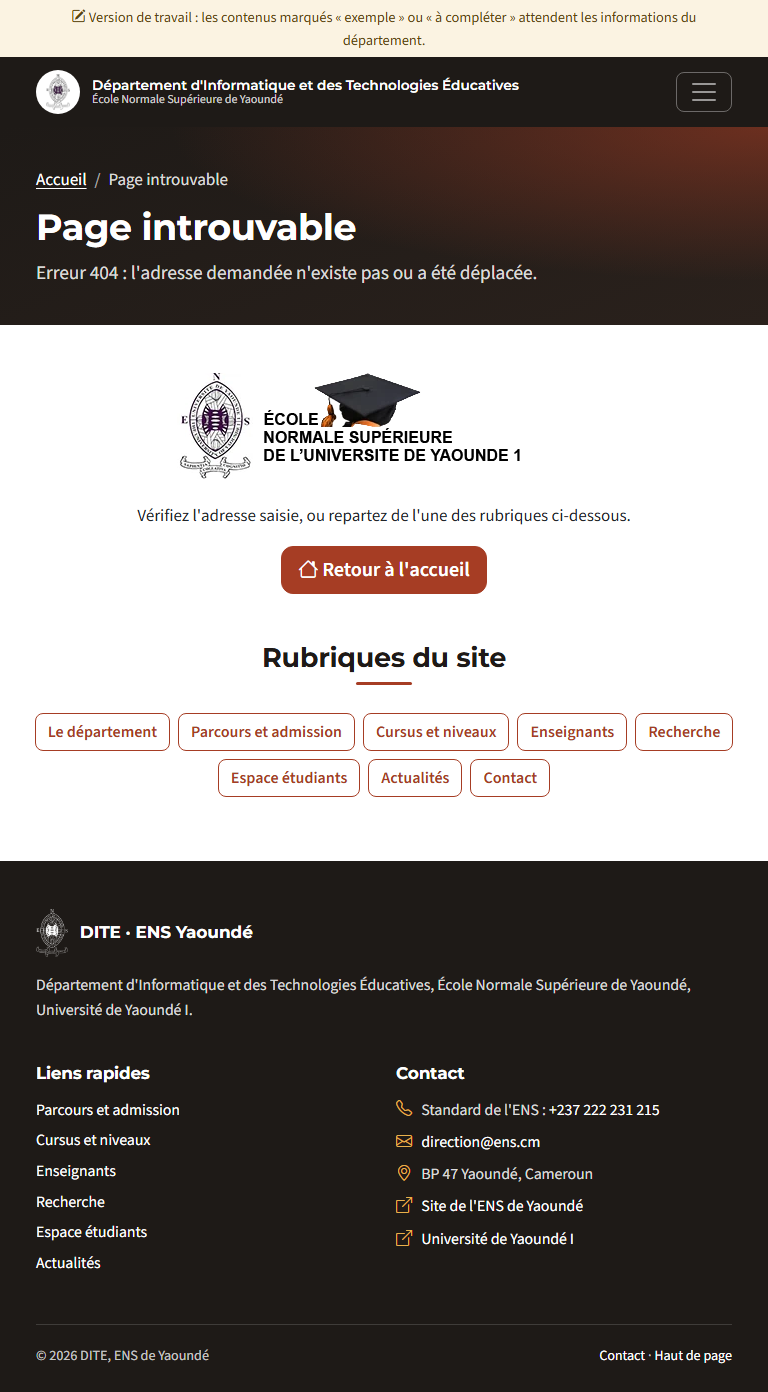 Version de travail : les contenus marqués « exemple » ou « à compléter » attendent les informations du
département.
Département d'Informatique et des Technologies Éducatives
École Normale Supérieure de Yaoundé
Accueil / Page introuvable
Page introuvable
Erreur 404 : l'adresse demandée n'existe pas ou a été déplacée.
N
E S
ÉCOLE
NORMALE SUPÉRIEURE
DE L'UNIVERSITE DE YAOUNDE 1
Vérifiez l'adresse saisie, ou repartez de l'une des rubriques ci-dessous.
Retour à l'accueil
Rubriques du site
Le département
Parcours et admission
Cursus et niveaux
Enseignants
Recherche
Espace étudiants
Actualités
Contact
DITE · ENS Yaoundé
Département d'Informatique et des Technologies Éducatives, École Normale Supérieure de Yaoundé,
Université de Yaoundé I.
Liens rapides
Parcours et admission
Cursus et niveaux
Enseignants
Recherche
Espace étudiants
Actualités
Contact
Standard de l'ENS : +237 222 231 215
direction@ens.cm
BP 47 Yaoundé, Cameroun
Site de l'ENS de Yaoundé
Université de Yaoundé I
© 2026 DITE, ENS de Yaoundé
Contact · Haut de page